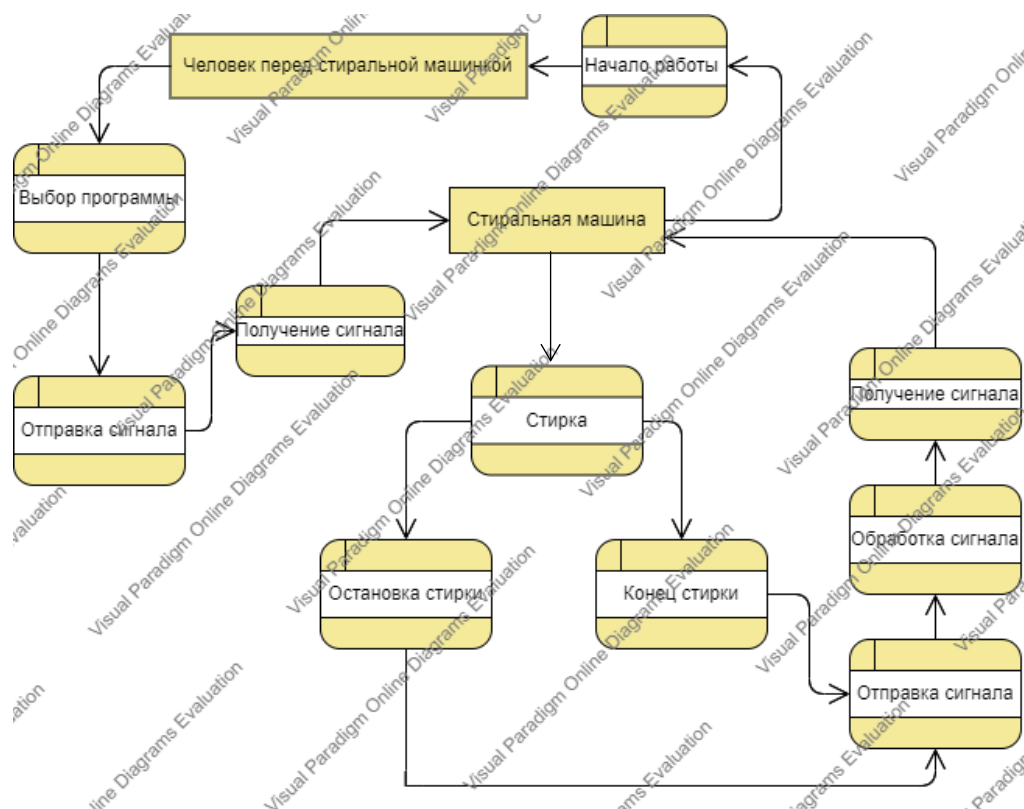 Человек перед стиральной машинкой
Начало работы
Выбор программы
Стиральная машина
Получение сигнала
Отправка сигнала
Стирка
Получение сигнала
Обработка сигнала
Остановка стирки
Конец стирки
Отправка сигнала
Visual Paradigm Online Diagrams Evaluation